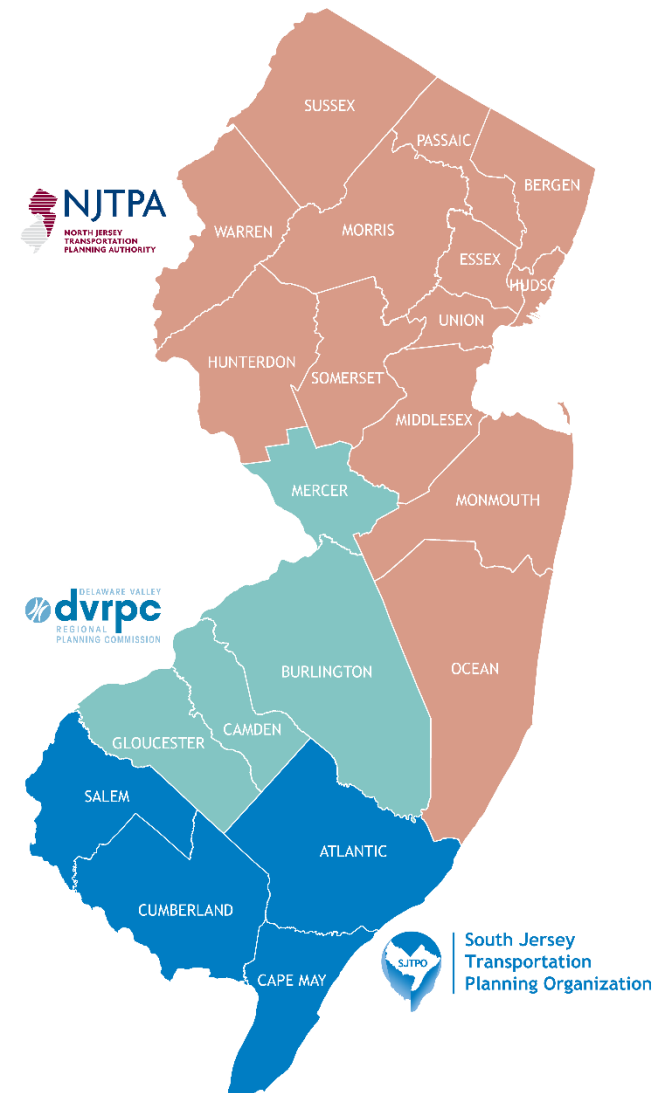 SUSSEX
PASSAIC
BERGEN
NJTPA
NORTH JERSEY
TRANSPORTATION
PLANNING AUTHORITY
WARREN
MORRIS
ESSEX
HUDSO
UNION
HUNTERDON
SOMERSET
MIDDLESEX
MERCER
MONMOUTH
DELAWARE VALLEY
dvrpc
REGIONAL
PLANNING COMMISSION
BURLINGTON
OCEAN
CAMDEN
GLOUCESTER
SALEM
ATLANTIC
CUMBERLAND
CAPE MAY
SJTPO
South Jersey
Transportation
Planning Organization